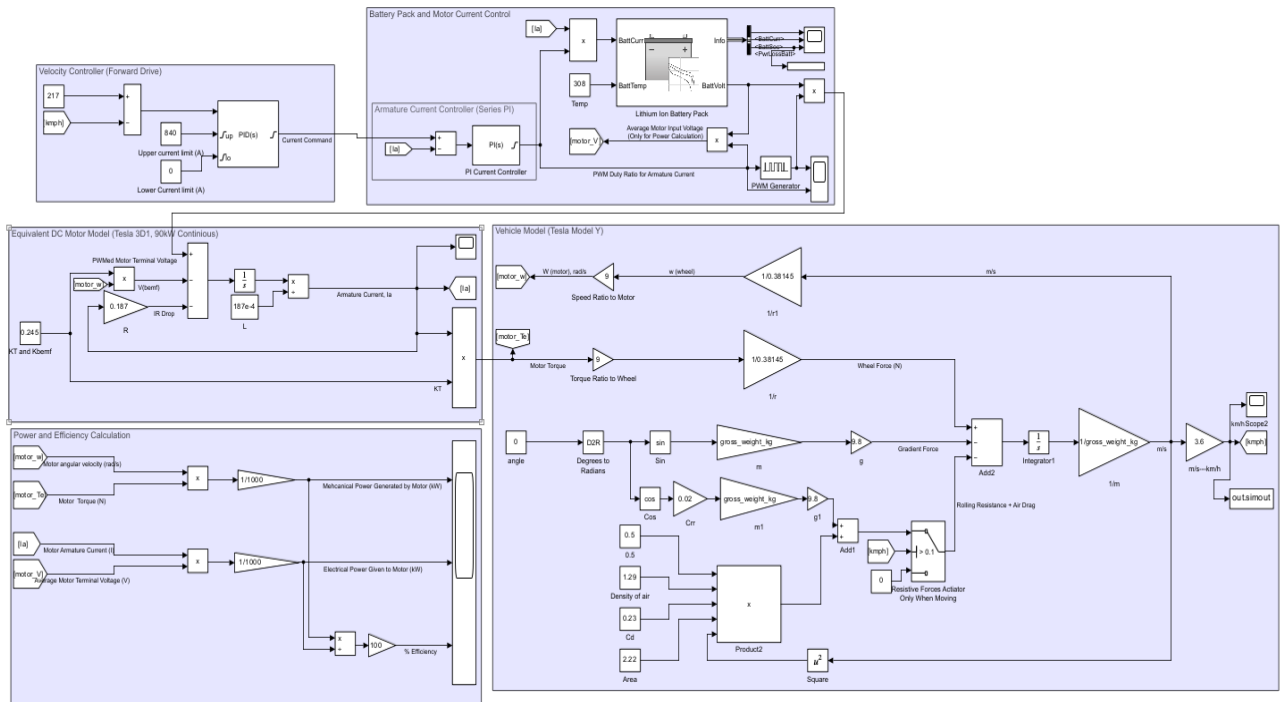 Battery Pack and Motor Current Control
[Ia]
x
BattCurr
Info
<BattCurr>
<BattSoc>
<PwrLossBatt>
308
BattTemp
BattVolt
Temp
Lithium Ion Battery Pack
x
Average Motor Input Voltage
(Only for Power Calculation)
[motor_V]
x
PWM Generator
PWM Duty Ratio for Armature Current
Armature Current Controller (Series PI)
+
−
[Ia]
PI(s)
PI Current Controller
Velocity Controller (Forward Drive)
217
[kmph]
+
−
840
Upper current limit (A)
0
Lower Current limit (A)
up
PID(s)
lo
Current Command
Equivalent DC Motor Model (Tesla 3D1, 90kW Continious)
PWMed Motor Terminal Voltage
[motor_w]
x
V(bemf)
0.187
R
IR Drop
+
−
−
1
s
187e-4
L
x
÷
Armature Current, Ia
[Ia]
0.245
KT and Kbemf
KT
x
Power and Efficiency Calculation
[motor_w]
Motor angular velocity (rad/s)
[motor_Te]
Motor Torque (N)
x
1/1000
Mehcanical Power Generated by Motor (kW)
[Ia]
Motor Armature Current (I)
[motor_V]
Average Motor Terminal Voltage (V)
x
1/1000
Electrical Power Given to Motor (kW)
x
÷
100
% Efficiency
Vehicle Model (Tesla Model Y)
[motor_w]
W (motor), rad/s
9
Speed Ratio to Motor
w (wheel)
1/0.38145
1/r1
m/s
[motor_Te]
Motor Torque
9
Torque Ratio to Wheel
1/0.38145
1/r
Wheel Force (N)
0
angle
D2R
Degrees to
Radians
sin
Sin
gross_weight_kg
m
9.8
g
Gradient Force
+
−
−
Add2
1
s
Integrator1
1/gross_weight_kg
1/m
m/s
3.6
m/s---km/h
km/hScope2
[kmph]
out.simout
cos
Cos
0.02
Crr
gross_weight_kg
m1
9.8
g1
+
+
Add1
Rolling Resistance + Air Drag
[kmph]
> 0.1
0
Resistive Forces Actiator
Only When Moving
0.5
0.5
1.29
Density of air
0.23
Cd
2.22
Area
x
Product2
u²
Square